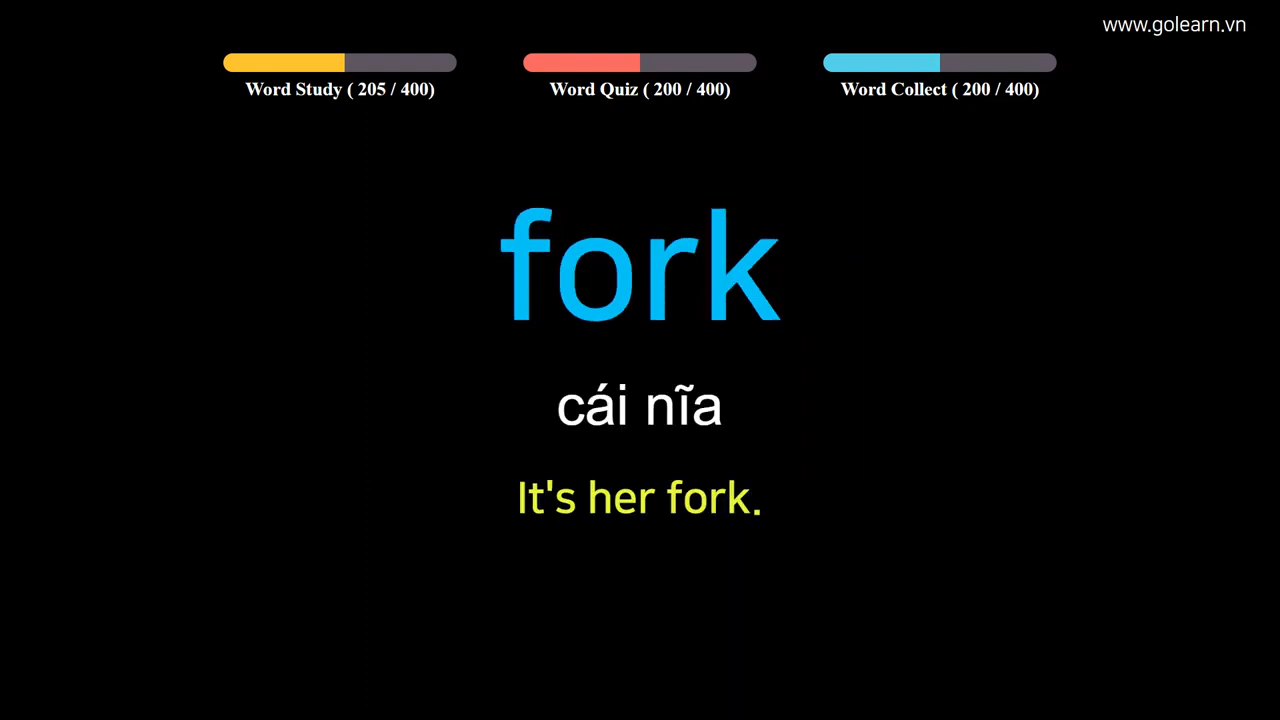 www.golearn.vn
Word Study ( 205 / 400)
Word Quiz ( 200 / 400)
Word Collect ( 200 / 400)
fork
cái nĩa
It's her fork.